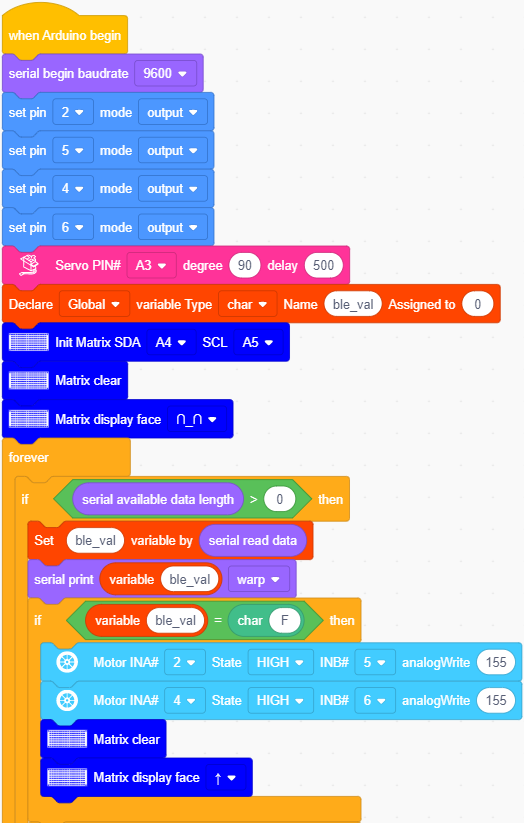 when Arduino begin
serial begin baudrate 9600
set pin 2 mode output
set pin 5 mode output
set pin 4 mode output
set pin 6 mode output
Servo PIN# A3 degree 90 delay 500
Declare Global variable Type char Name ble_val Assigned to 0
Init Matrix SDA A4 SCL A5
Matrix clear
Matrix display face ∩_∩
forever
if serial available data length > 0 then
Set ble_val variable by serial read data
serial print variable ble_val warp
if variable ble_val = char F then
Motor INA# 2 State HIGH INB# 5 analogWrite 155
Motor INA# 4 State HIGH INB# 6 analogWrite 155
Matrix clear
Matrix display face ↑